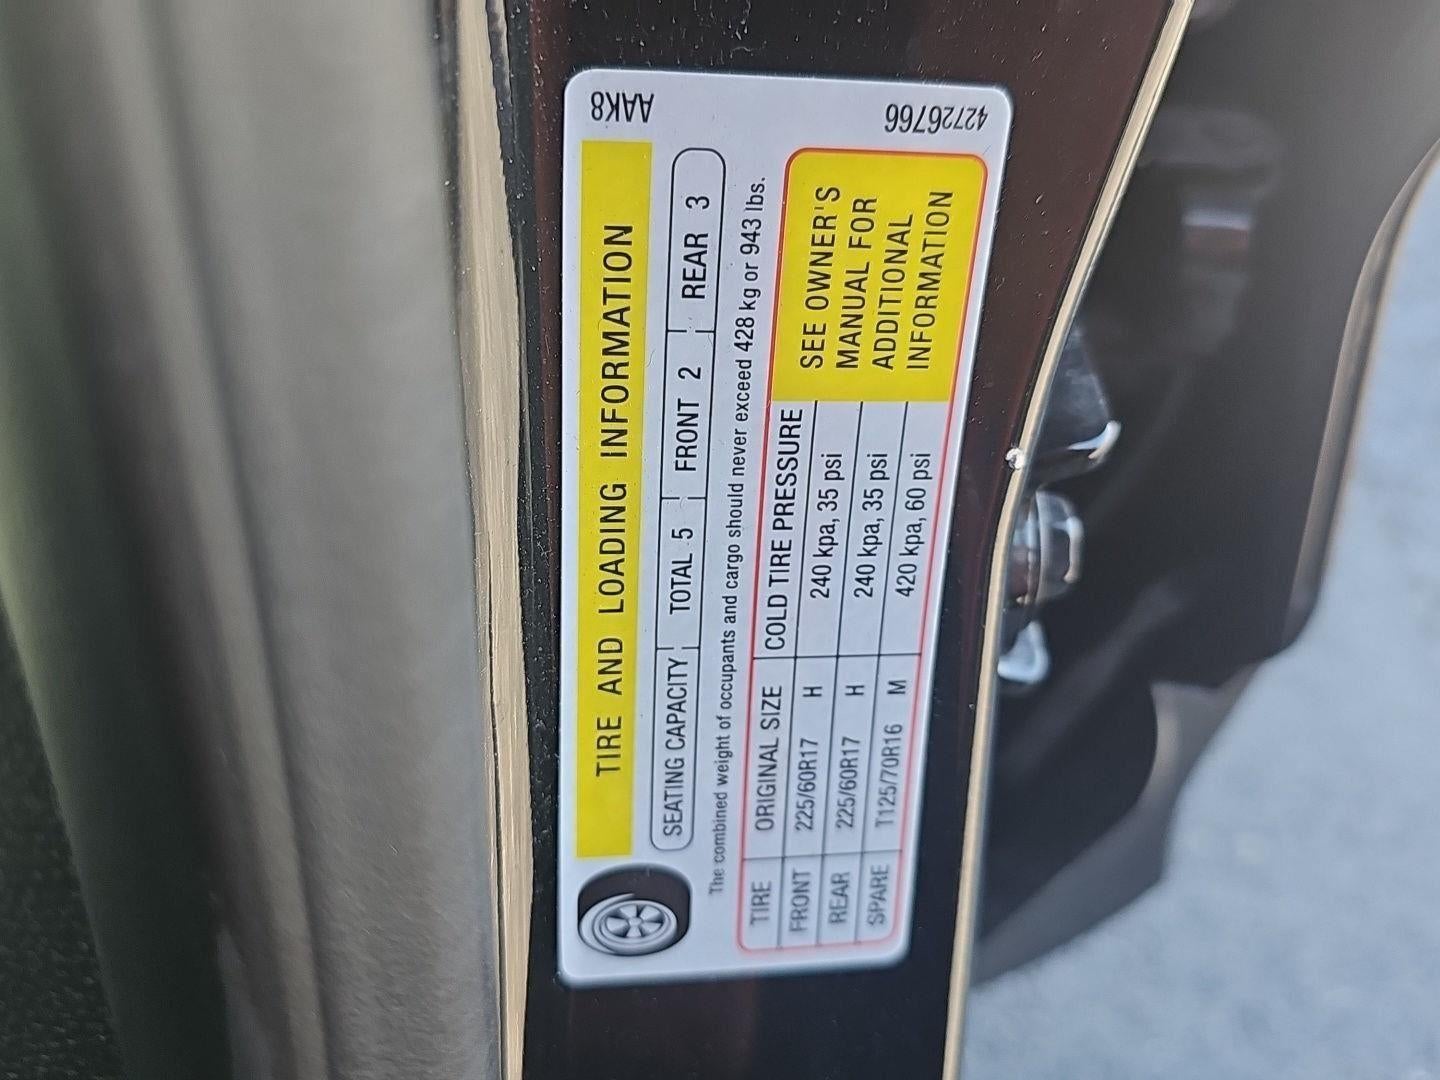 TIRE AND LOADING INFORMATION
SEATING CAPACITY TOTAL 5 FRONT 2 REAR 3
The combined weight of occupants and cargo should never exceed 428 kg or 943 lbs.
TIRE ORIGINAL SIZE COLD TIRE PRESSURE
FRONT 225/60R17 H 240 kpa, 35 psi
REAR 225/60R17 H 240 kpa, 35 psi
SPARE T125/70R16 M 420 kpa, 60 psi
SEE OWNER'S
MANUAL FOR
ADDITIONAL
INFORMATION
AAK8
42726766